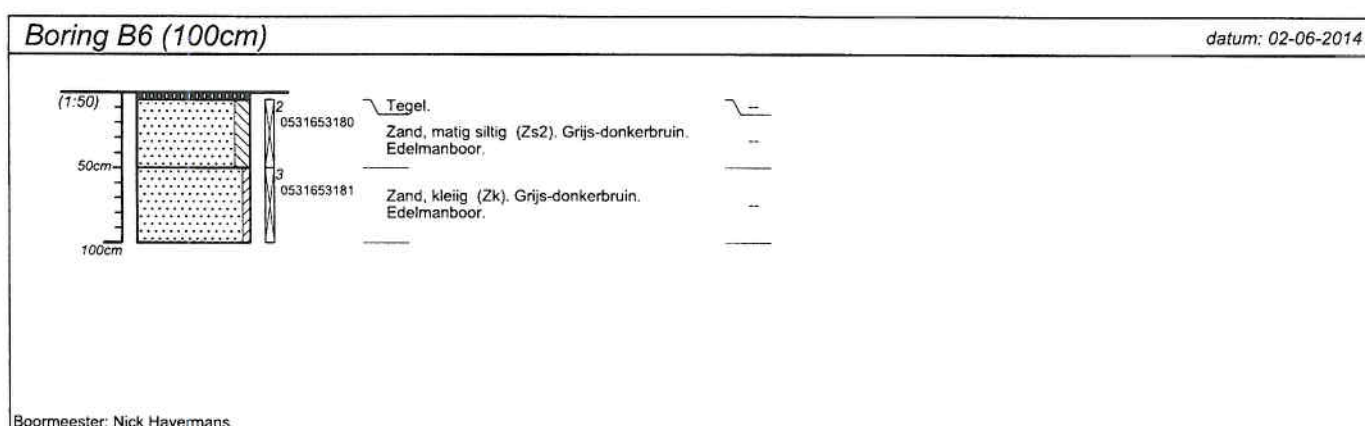 Boring B6 (100cm)
datum: 02-06-2014
(1:50)
2
0531653180
Tegel.
--
Zand, matig siltig (Zs2). Grijs-donkerbruin.
Edelmanboor.
--
50cm
3
0531653181
Zand, kleiig (Zk). Grijs-donkerbruin.
Edelmanboor.
--
100cm
Boormeester: Nick Havermans.